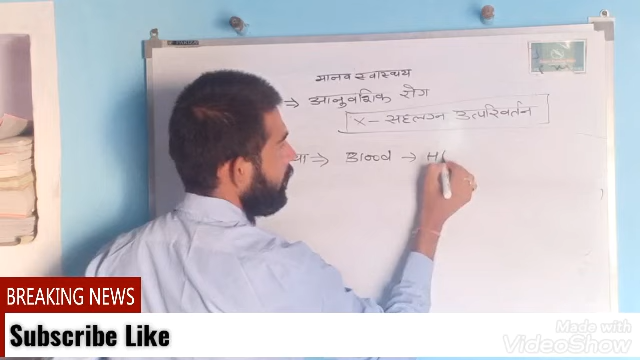 मानव स्वास्थ्य
→ आनुवंशिक रोग
X- सहलग्न उत्परिवर्तन
या → Blood → H
BREAKING NEWS
Subscribe Like
Made with
VideoShow